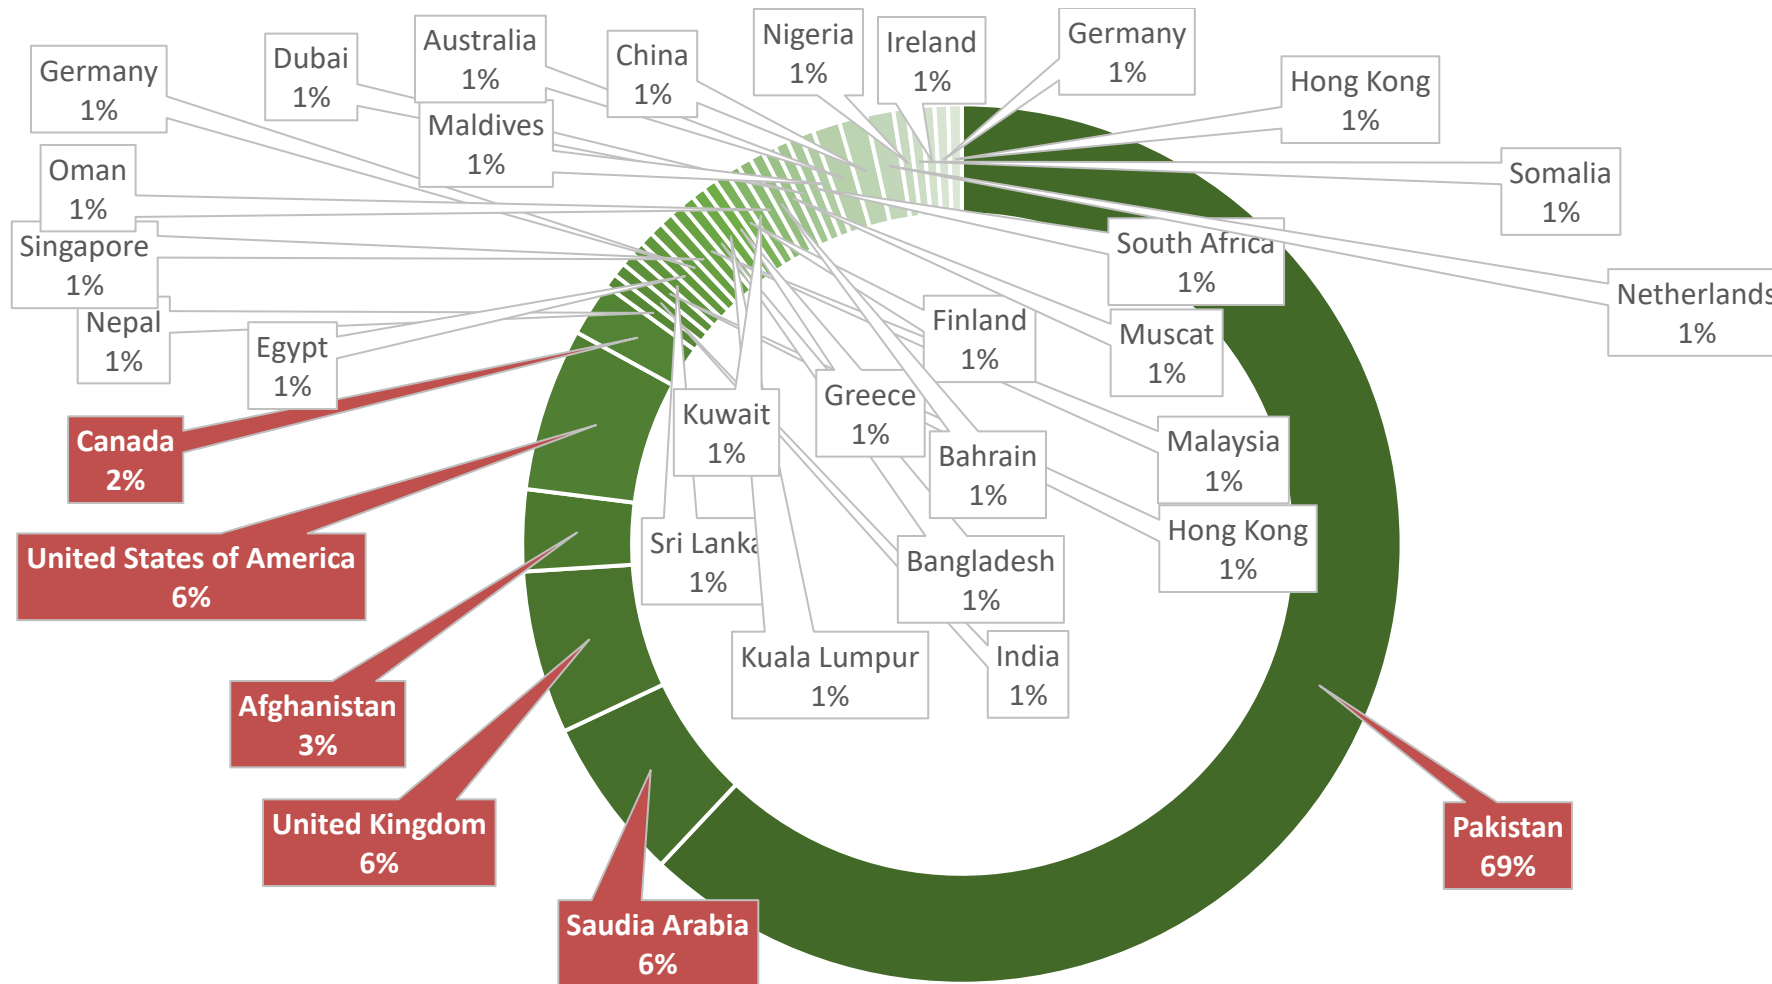 Nigeria
1%
Ireland
1%
Germany
1%
Australia
1%
China
1%
Dubai
1%
Germany
1%
Hong Kong
1%
Maldives
1%
Oman
1%
Somalia
1%
Singapore
1%
South Africa
1%
Netherlands
1%
Nepal
1%
Egypt
1%
Finland
1%
Muscat
1%
Canada
2%
Kuwait
1%
Greece
1%
Bahrain
1%
Malaysia
1%
United States of America
6%
Sri Lanka
1%
Bangladesh
1%
Hong Kong
1%
Kuala Lumpur
1%
India
1%
Afghanistan
3%
United Kingdom
6%
Pakistan
69%
Saudia Arabia
6%